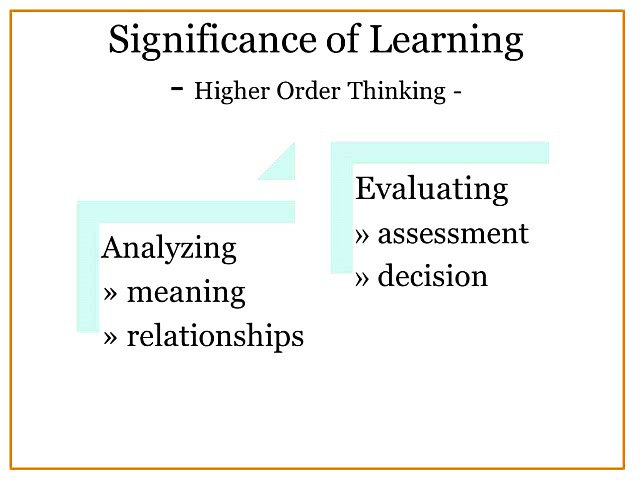 Significance of Learning
- Higher Order Thinking -
Analyzing
» meaning
» relationships
Evaluating
» assessment
» decision